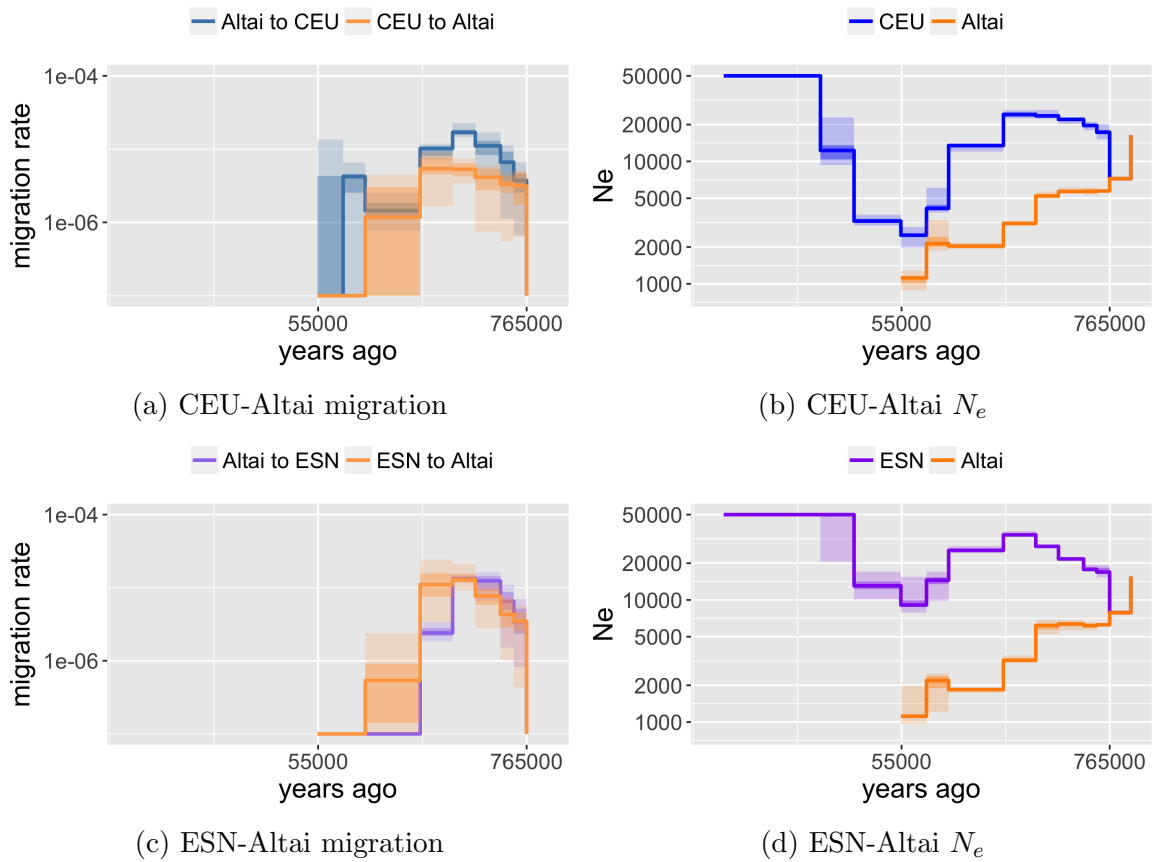 Altai to CEU CEU to Altai
1e-04
1e-06
migration rate
55000 765000
years ago
(a) CEU-Altai migration
CEU Altai
50000
20000
10000
5000
2000
1000
Ne
55000 765000
years ago
(b) CEU-Altai Ne
Altai to ESN ESN to Altai
1e-04
1e-06
migration rate
55000 765000
years ago
(c) ESN-Altai migration
ESN Altai
50000
20000
10000
5000
2000
1000
Ne
55000 765000
years ago
(d) ESN-Altai Ne